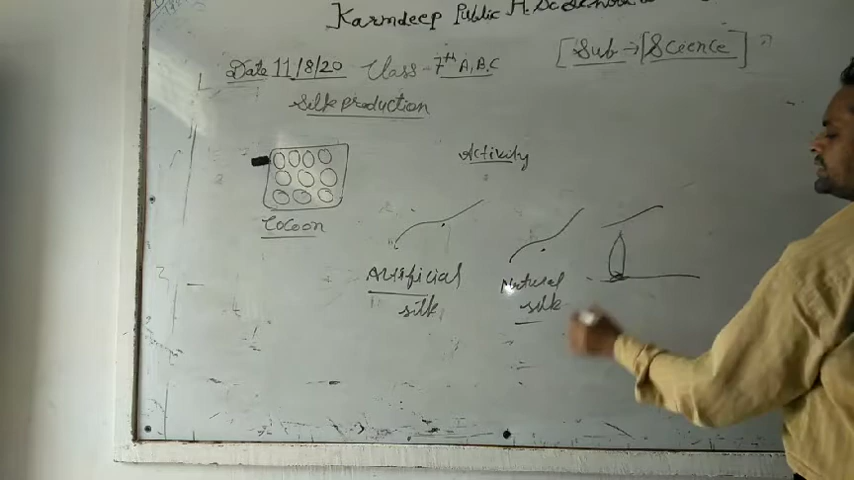 Karmdeep Public H.
Date 11/8/20 Class - 7th A,B,C
[Sub → [Science]
Silk production
Activity
Cocoon
Artificial silk
Natural silk